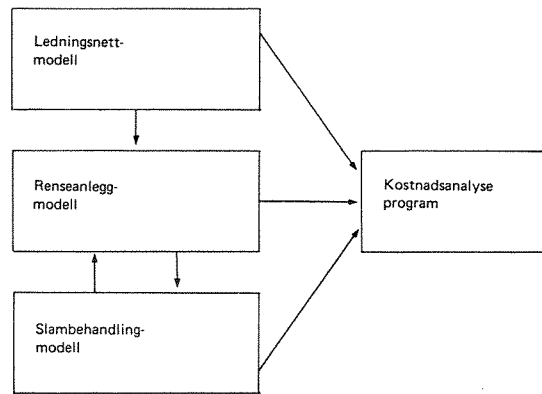 Ledningsnett-
modell
Renseanlegg-
modell
Kostnadsanalyse
program
Slambehandling-
modell